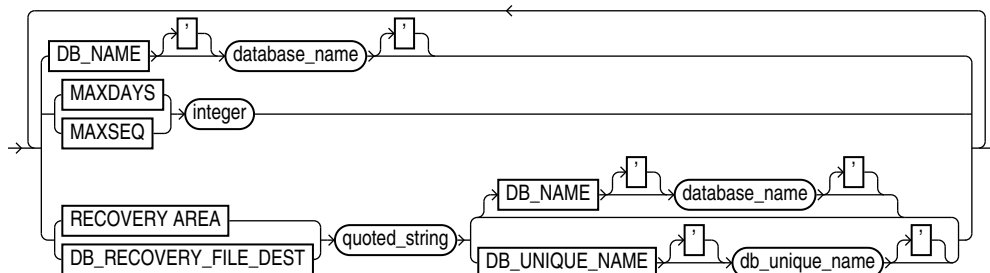 DB_NAME ' database_name '
MAXDAYS
integer
MAXSEQ
DB_NAME ' database_name '
RECOVERY AREA
quoted_string
DB_RECOVERY_FILE_DEST
DB_UNIQUE_NAME ' db_unique_name '